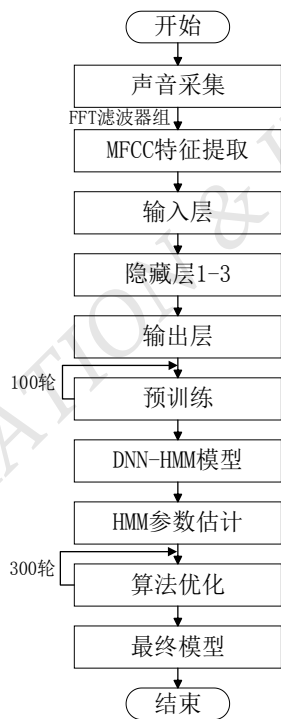 开始
声音采集
FFT滤波器组
MFCC特征提取
输入层
隐藏层1-3
输出层
100轮
预训练
DNN-HMM模型
HMM参数估计
300轮
算法优化
最终模型
结束